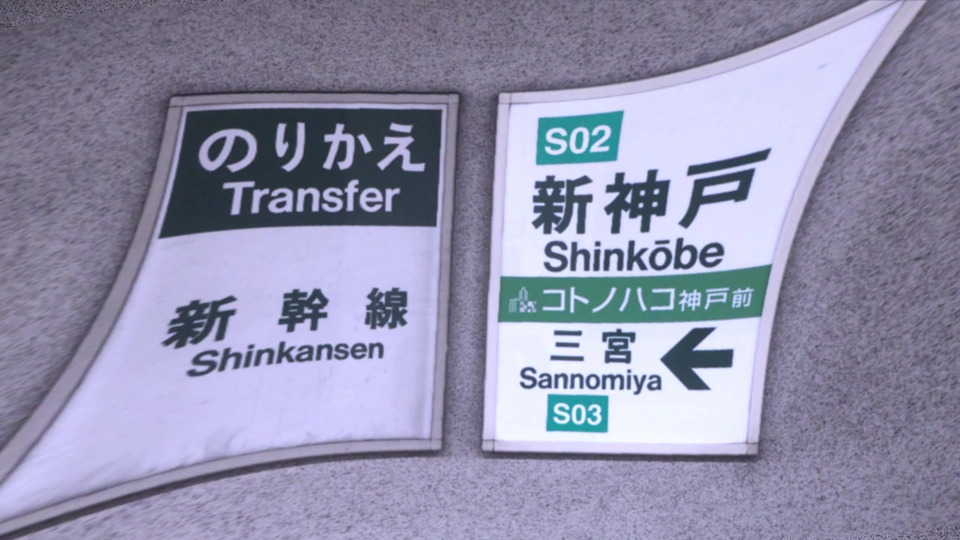 のりかえ
Transfer
新幹線
Shinkansen
S02
新神戸
Shinkōbe
コトノハコ神戸前
三宮
Sannomiya
S03